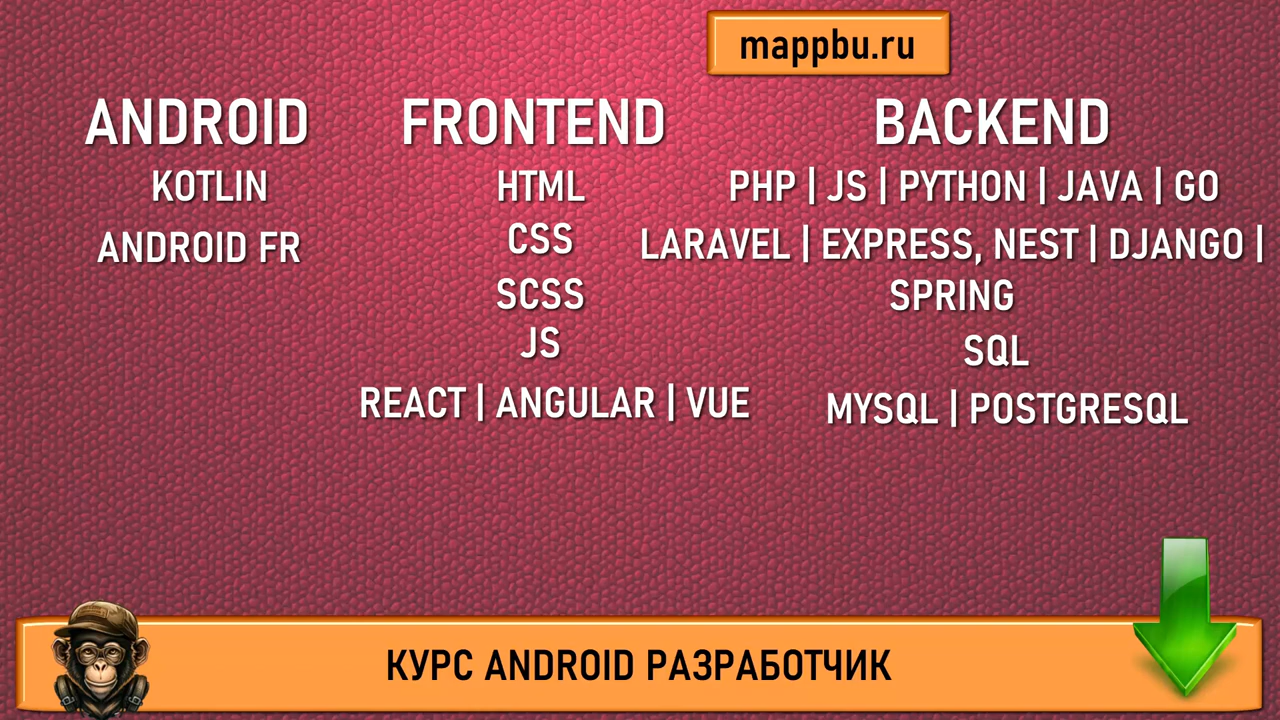 mappbu.ru
ANDROID
KOTLIN
ANDROID FR
FRONTEND
HTML
CSS
SCSS
JS
REACT | ANGULAR | VUE
BACKEND
PHP | JS | PYTHON | JAVA | GO
LARAVEL | EXPRESS, NEST | DJANGO |
SPRING
SQL
MYSQL | POSTGRESQL
КУРС ANDROID РАЗРАБОТЧИК